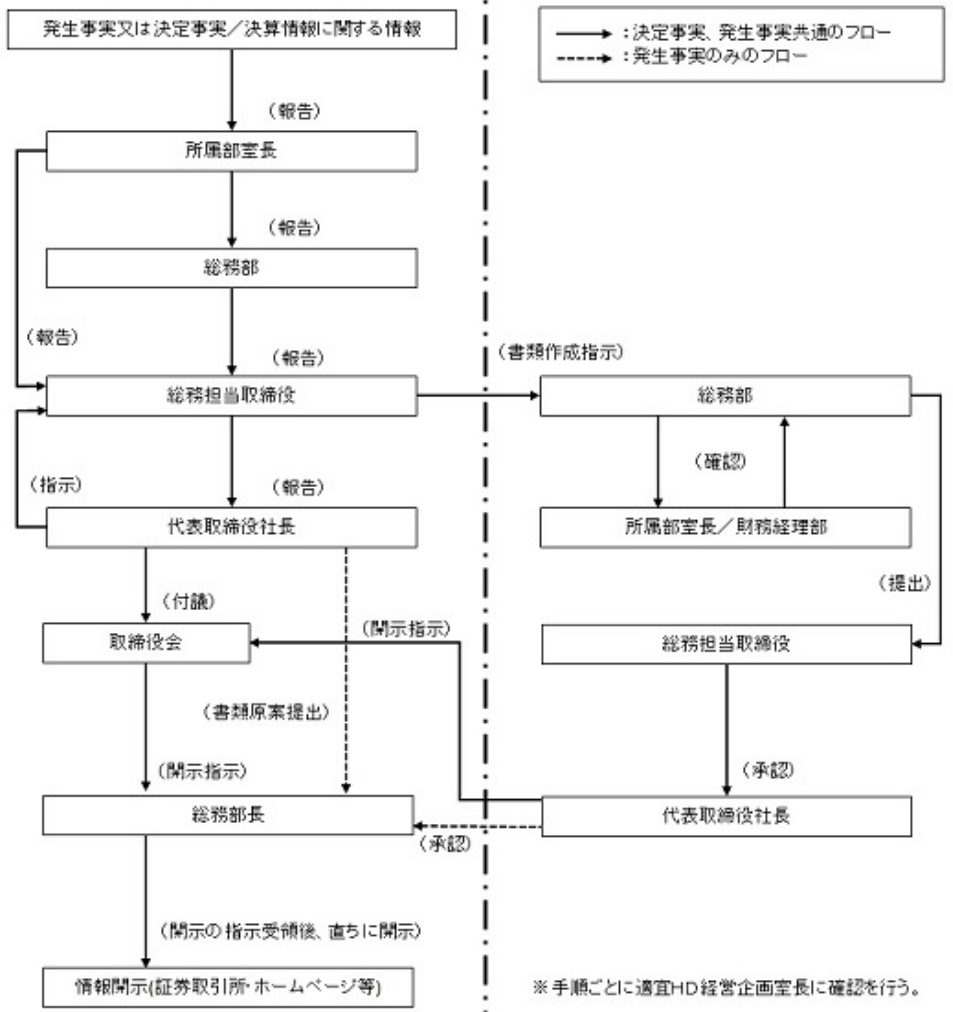 発生事実又は決定事実／決算情報に関する情報
：決定事実、発生事実共通のフロー
：発生事実のみのフロー
（報告）
所属部室長
（報告）
総務部
（報告）
（報告）
（書類作成指示）
総務担当取締役
総務部
（確認）
（指示）
（報告）
代表取締役社長
所属部室長／財務経理部
（提出）
（付議）
（開示指示）
取締役会
総務担当取締役
（書類原案提出）
（開示指示）
（承認）
総務部長
代表取締役社長
（承認）
（開示の指示受領後、直ちに開示）
情報開示(証券取引所・ホームページ等)
※手順ごとに適宜HD経営企画室長に確認を行う。